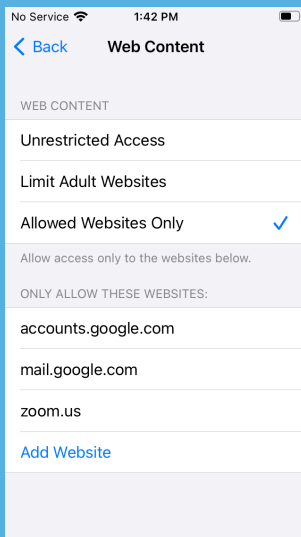 No Service 1:42 PM
Back Web Content
WEB CONTENT
Unrestricted Access
Limit Adult Websites
Allowed Websites Only
Allow access only to the websites below.
ONLY ALLOW THESE WEBSITES:
accounts.google.com
mail.google.com
zoom.us
Add Website